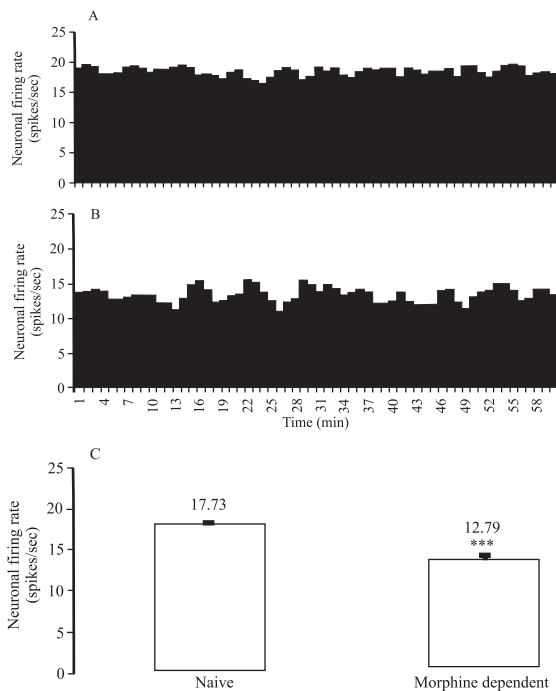 A
Neuronal firing rate
(spikes/sec)
25
20
15
10
5
0
B
Neuronal firing rate
(spikes/sec)
25
20
15
10
5
0
1 4 7 10 13 16 19 22 25 28 31 34 37 40 43 46 49 52 55 58
Time (min)
C
Neuronal firing rate
(spikes/sec)
25
20
15
10
5
0
17.73
12.79
***
Naive
Morphine dependent